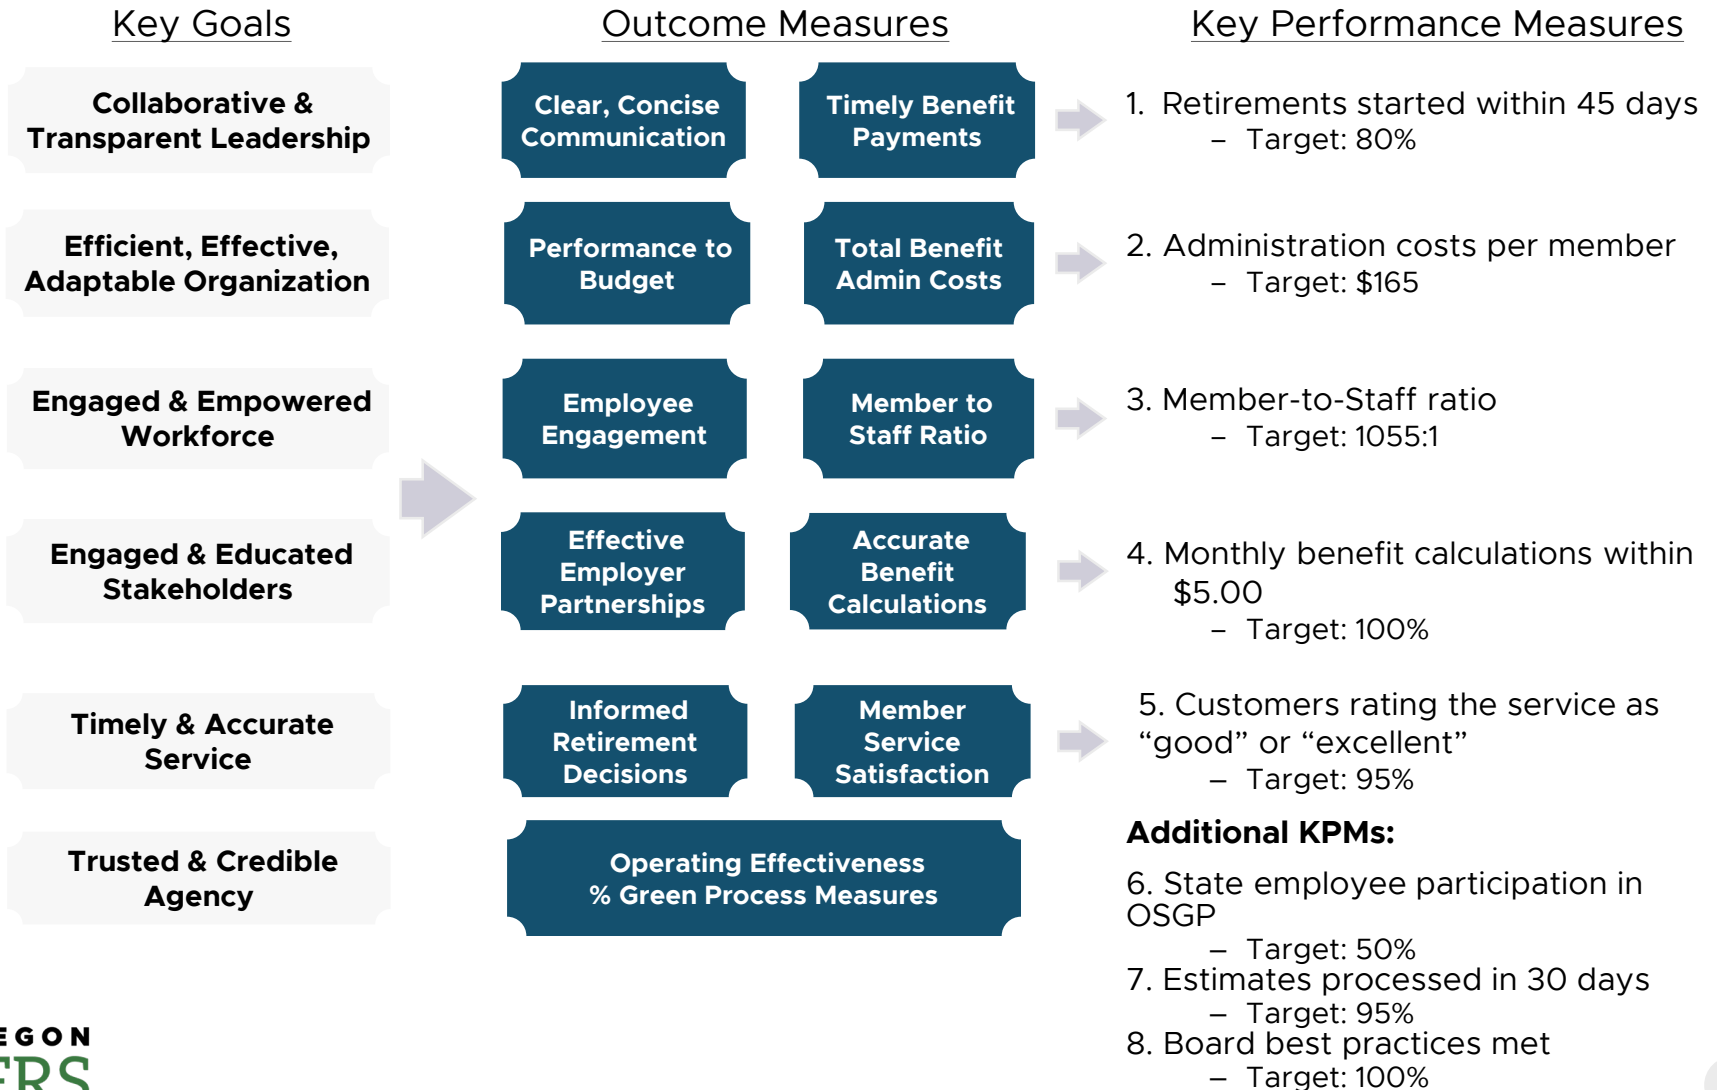 Key Goals
Collaborative &
Transparent Leadership
Efficient, Effective,
Adaptable Organization
Engaged & Empowered
Workforce
Engaged & Educated
Stakeholders
Timely & Accurate
Service
Trusted & Credible
Agency
Outcome Measures
Clear, Concise
Communication
Timely Benefit
Payments
Performance to
Budget
Total Benefit
Admin Costs
Employee
Engagement
Member to
Staff Ratio
Effective
Employer
Partnerships
Accurate
Benefit
Calculations
Informed
Retirement
Decisions
Member
Service
Satisfaction
Operating Effectiveness
% Green Process Measures
Key Performance Measures
1. Retirements started within 45 days
– Target: 80%
2. Administration costs per member
– Target: $165
3. Member-to-Staff ratio
– Target: 1055:1
4. Monthly benefit calculations within
$5.00
– Target: 100%
5. Customers rating the service as
“good” or “excellent”
– Target: 95%
Additional KPMs:
6. State employee participation in
OSGP
– Target: 50%
7. Estimates processed in 30 days
– Target: 95%
8. Board best practices met
– Target: 100%